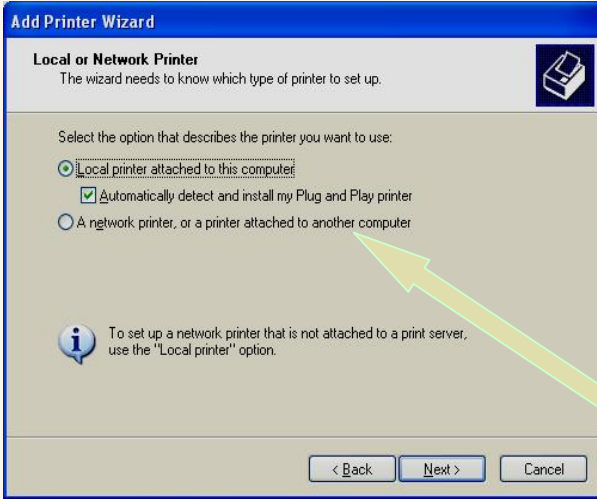 Add Printer Wizard
Local or Network Printer
The wizard needs to know which type of printer to set up.
Select the option that describes the printer you want to use:
Local printer attached to this computer
Automatically detect and install my Plug and Play printer
A network printer, or a printer attached to another computer
To set up a network printer that is not attached to a print server,
use the "Local printer" option.
< Back
Next >
Cancel